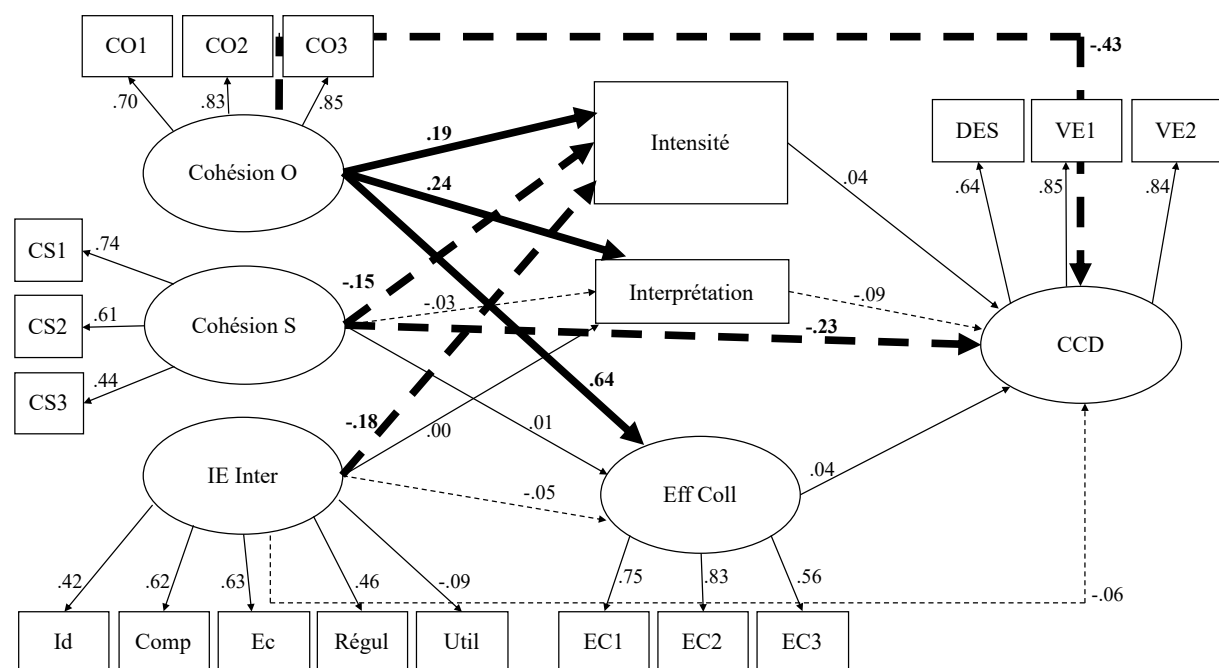 CO1 CO2 CO3
-.43
.70 .83 .85
DES VE1 VE2
Cohésion O
.19
Intensité
.24
.04
.64 .85 .84
CS1 .74
-.15
-.03
Interprétation
-.09
CS2 .61
Cohésion S
-.23
CCD
CS3 .44
.64
-.18
.00
.01
IE Inter
-.05
Eff Coll
.04
.42 .62 .63 .46 -.09
.75 .83 .56
-.06
Id Comp Ec Régul Util EC1 EC2 EC3